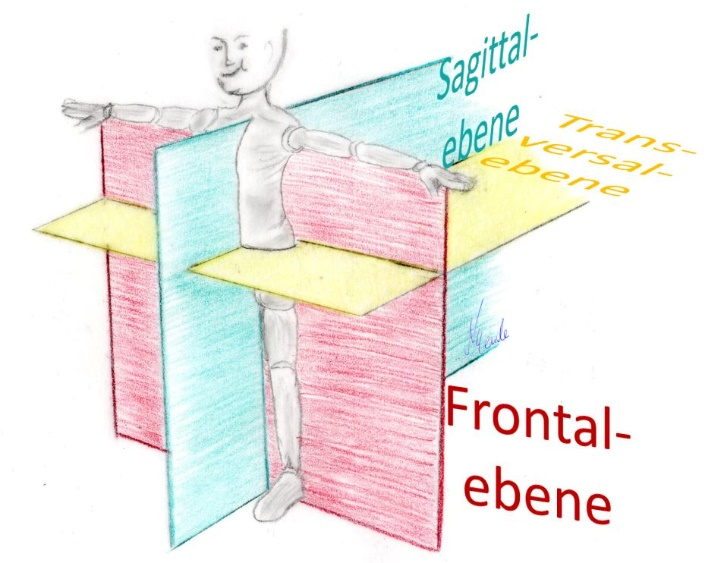 Sagittal-
ebene
Trans-
versal-
ebene
Frontal-
ebene